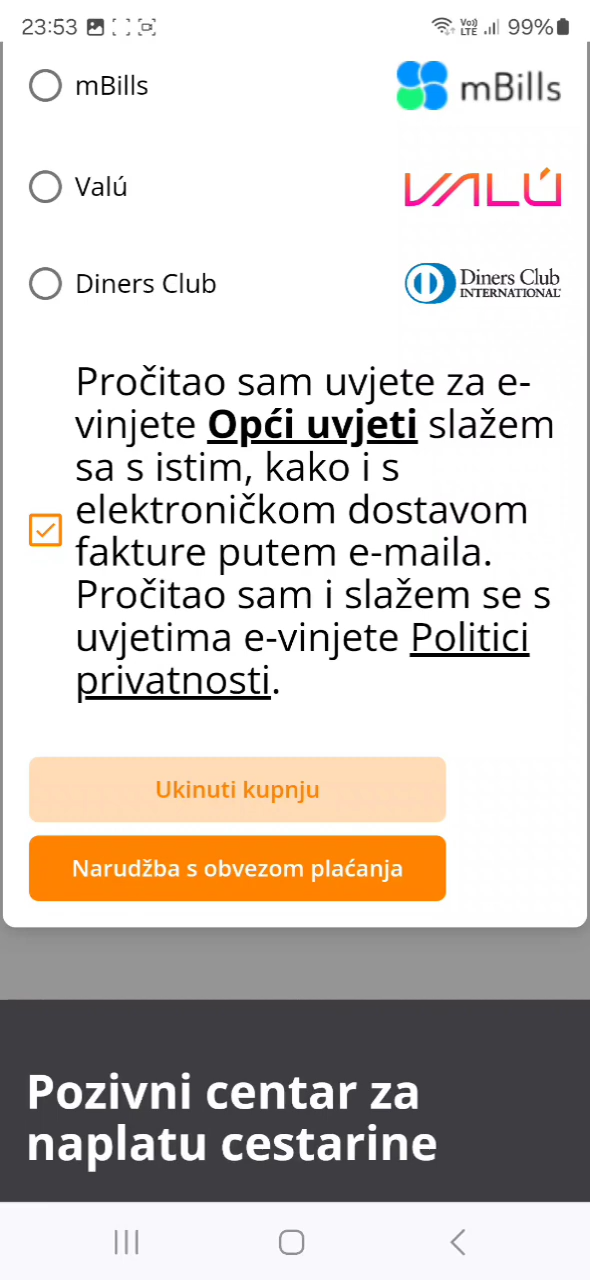 23:53 Vo)) LTE 99%
mBills mBills
Valú VALÚ
Diners Club Diners Club INTERNATIONAL
Pročitao sam uvjete za e-
vinjete Opći uvjeti slažem
sa s istim, kako i s
elektroničkom dostavom
fakture putem e-maila.
Pročitao sam i slažem se s
uvjetima e-vinjete Politici
privatnosti.
Ukinuti kupnju
Narudžba s obvezom plaćanja
Pozivni centar za
naplatu cestarine